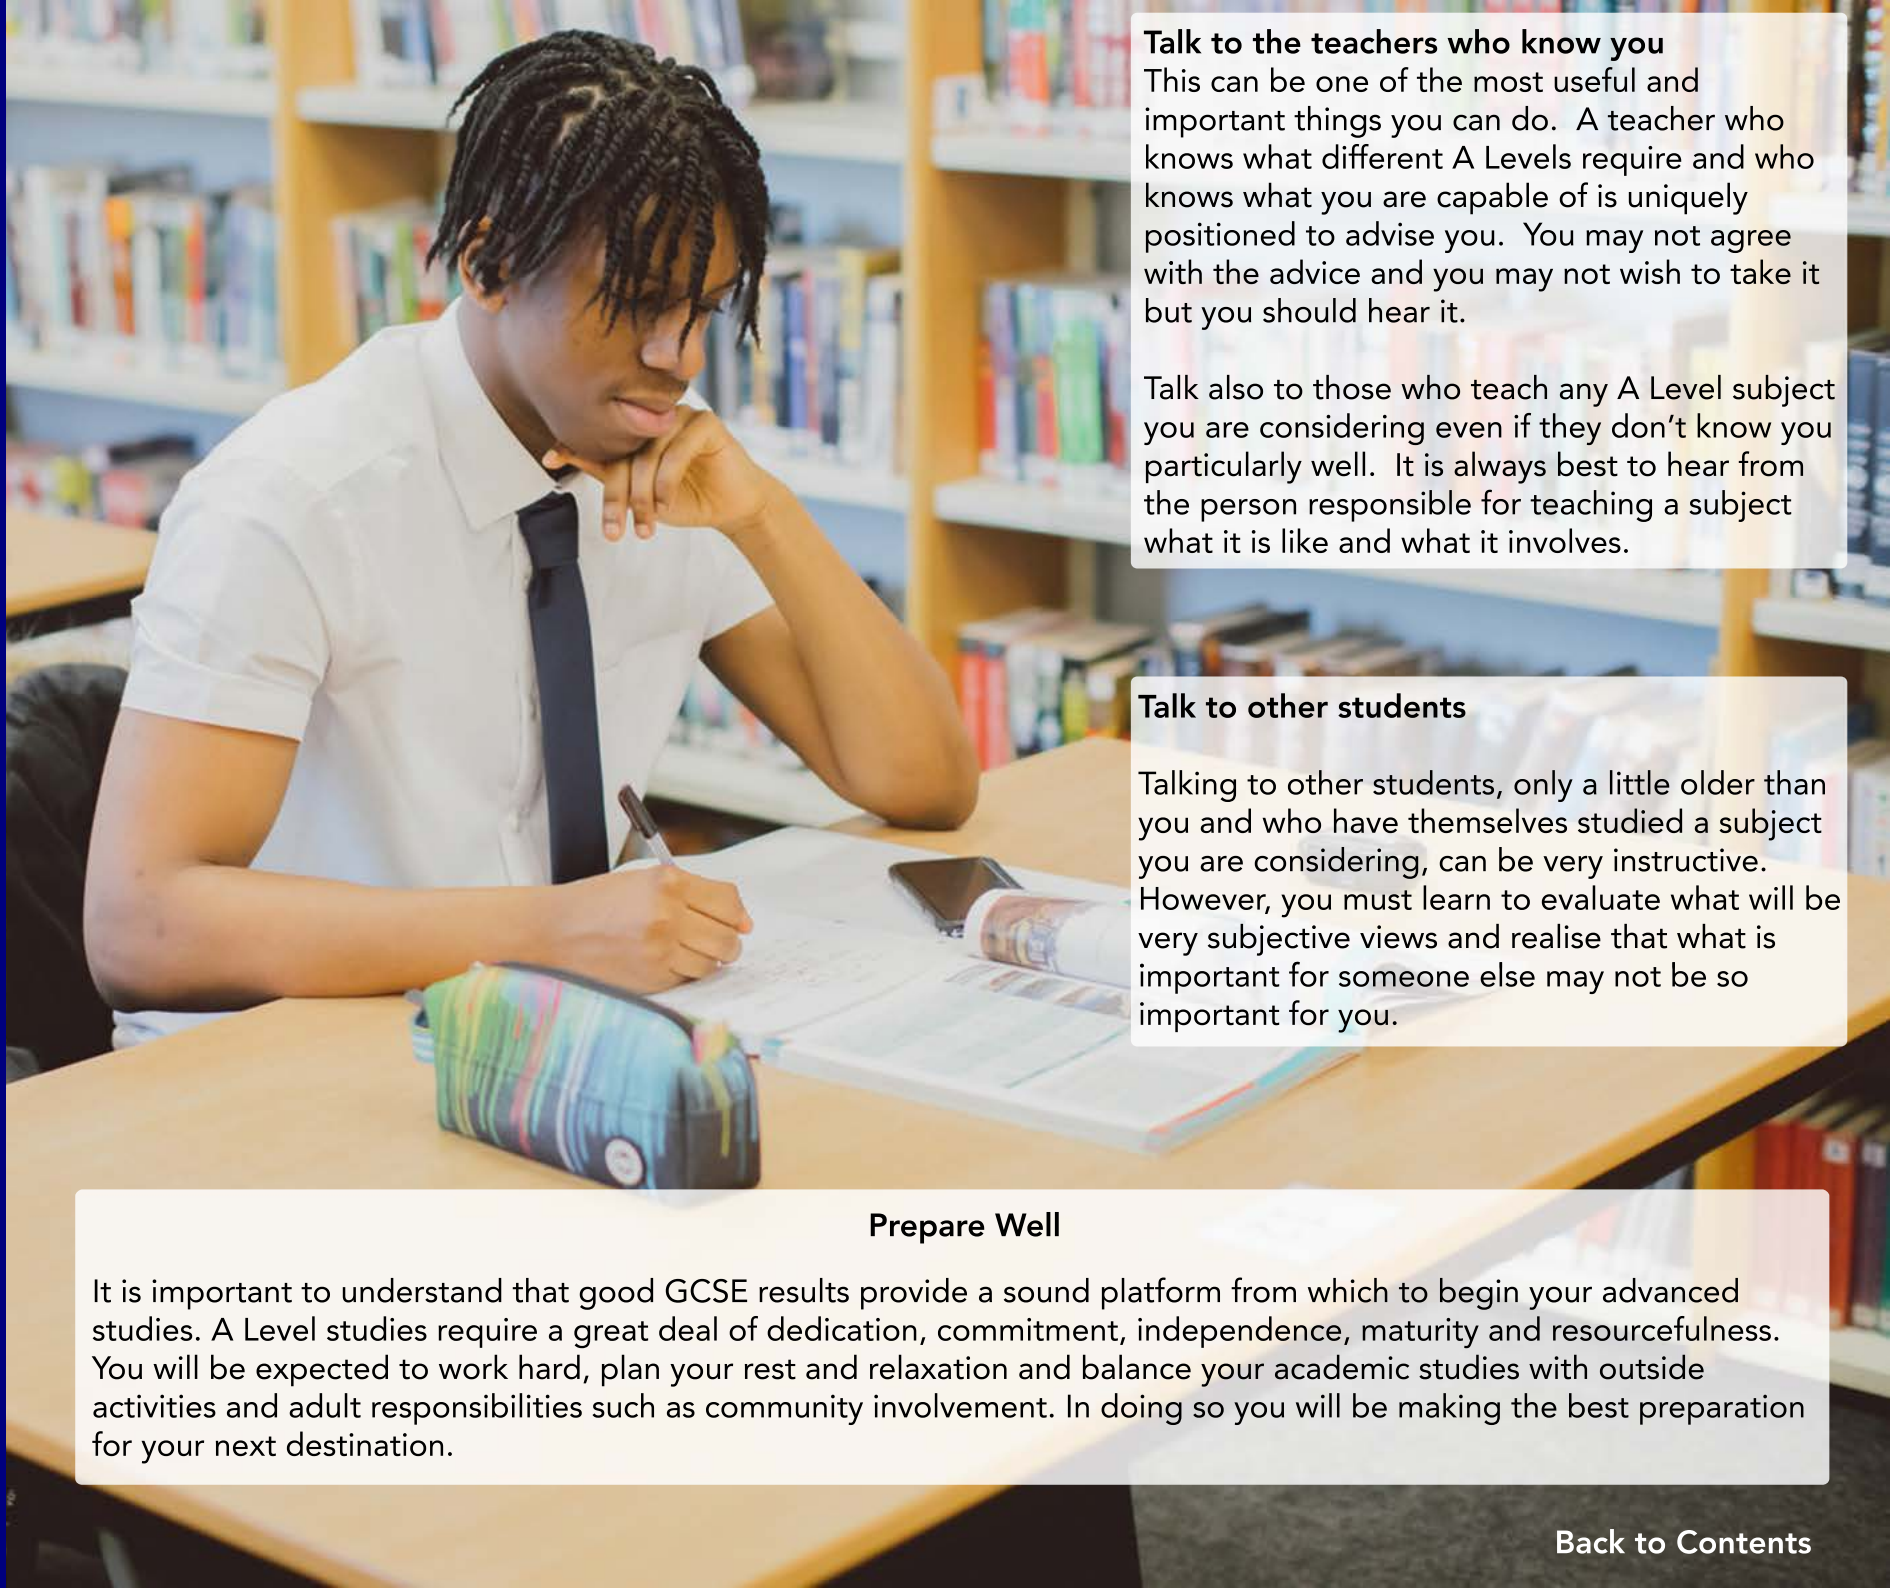 Talk to the teachers who know you
This can be one of the most useful and
important things you can do.  A teacher who
knows what different A Levels require and who
knows what you are capable of is uniquely
positioned to advise you.  You may not agree
with the advice and you may not wish to take it
but you should hear it.
Talk also to those who teach any A Level subject
you are considering even if they don’t know you
particularly well.  It is always best to hear from
the person responsible for teaching a subject
what it is like and what it involves.
Talk to other students
Talking to other students, only a little older than
you and who have themselves studied a subject
you are considering, can be very instructive.
However, you must learn to evaluate what will be
very subjective views and realise that what is
important for someone else may not be so
important for you.
Prepare Well
It is important to understand that good GCSE results provide a sound platform from which to begin your advanced
studies. A Level studies require a great deal of dedication, commitment, independence, maturity and resourcefulness.
You will be expected to work hard, plan your rest and relaxation and balance your academic studies with outside
activities and adult responsibilities such as community involvement. In doing so you will be making the best preparation
for your next destination.
Back to Contents